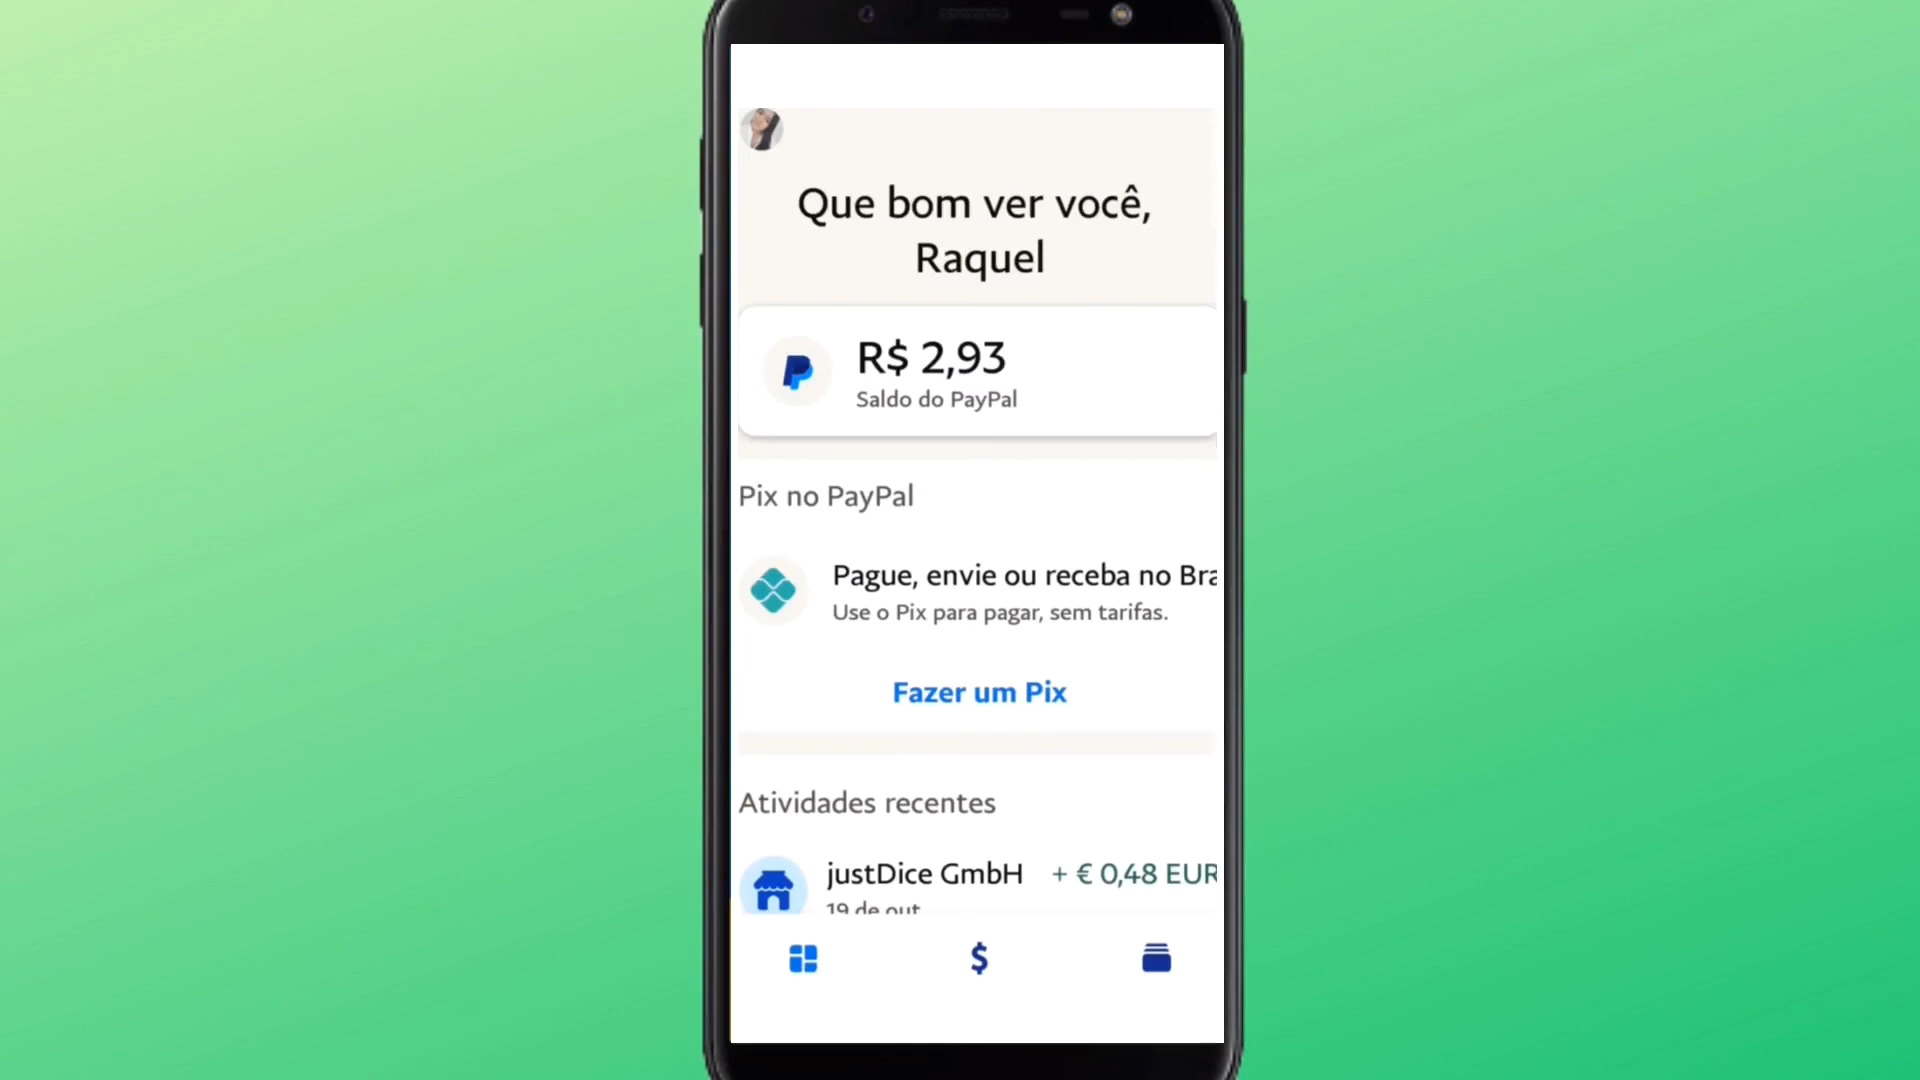 Que bom ver você,
Raquel
R$ 2,93
Saldo do PayPal
Pix no PayPal
Pague, envie ou receba no Bra
Use o Pix para pagar, sem tarifas.
Fazer um Pix
Atividades recentes
justDice GmbH + € 0,48 EUR
19 de out